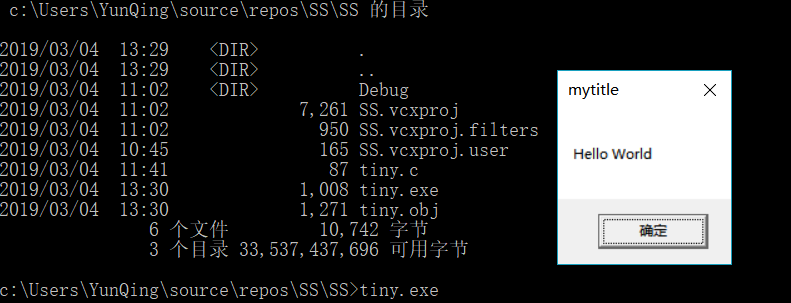 c:\Users\YunQing\source\repos\SS\SS 的目录
2019/03/04  13:29    <DIR>          .
2019/03/04  13:29    <DIR>          ..
2019/03/04  11:02    <DIR>          Debug
2019/03/04  11:02             7,261 SS.vcxproj
2019/03/04  11:02               950 SS.vcxproj.filters
2019/03/04  10:45               165 SS.vcxproj.user
2019/03/04  11:41                87 tiny.c
2019/03/04  13:30             1,008 tiny.exe
2019/03/04  13:30             1,271 tiny.obj
6 个文件         10,742 字节
3 个目录 33,537,437,696 可用字节
c:\Users\YunQing\source\repos\SS\SS>tiny.exe
mytitle
Hello World
确定